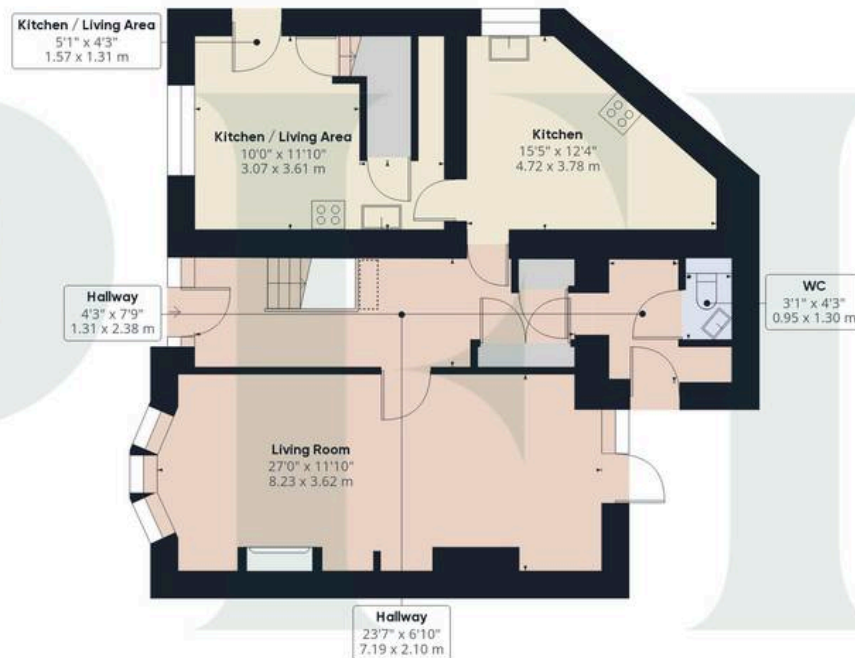 Kitchen / Living Area
5'1" x 4'3"
1.57 x 1.31 m
Kitchen / Living Area
10'0" x 11'10"
3.07 x 3.61 m
Kitchen
15'5" x 12'4"
4.72 x 3.78 m
Hallway
4'3" x 7'9"
1.31 x 2.38 m
WC
3'1" x 4'3"
0.95 x 1.30 m
Living Room
27'0" x 11'10"
8.23 x 3.62 m
Hallway
23'7" x 6'10"
7.19 x 2.10 m